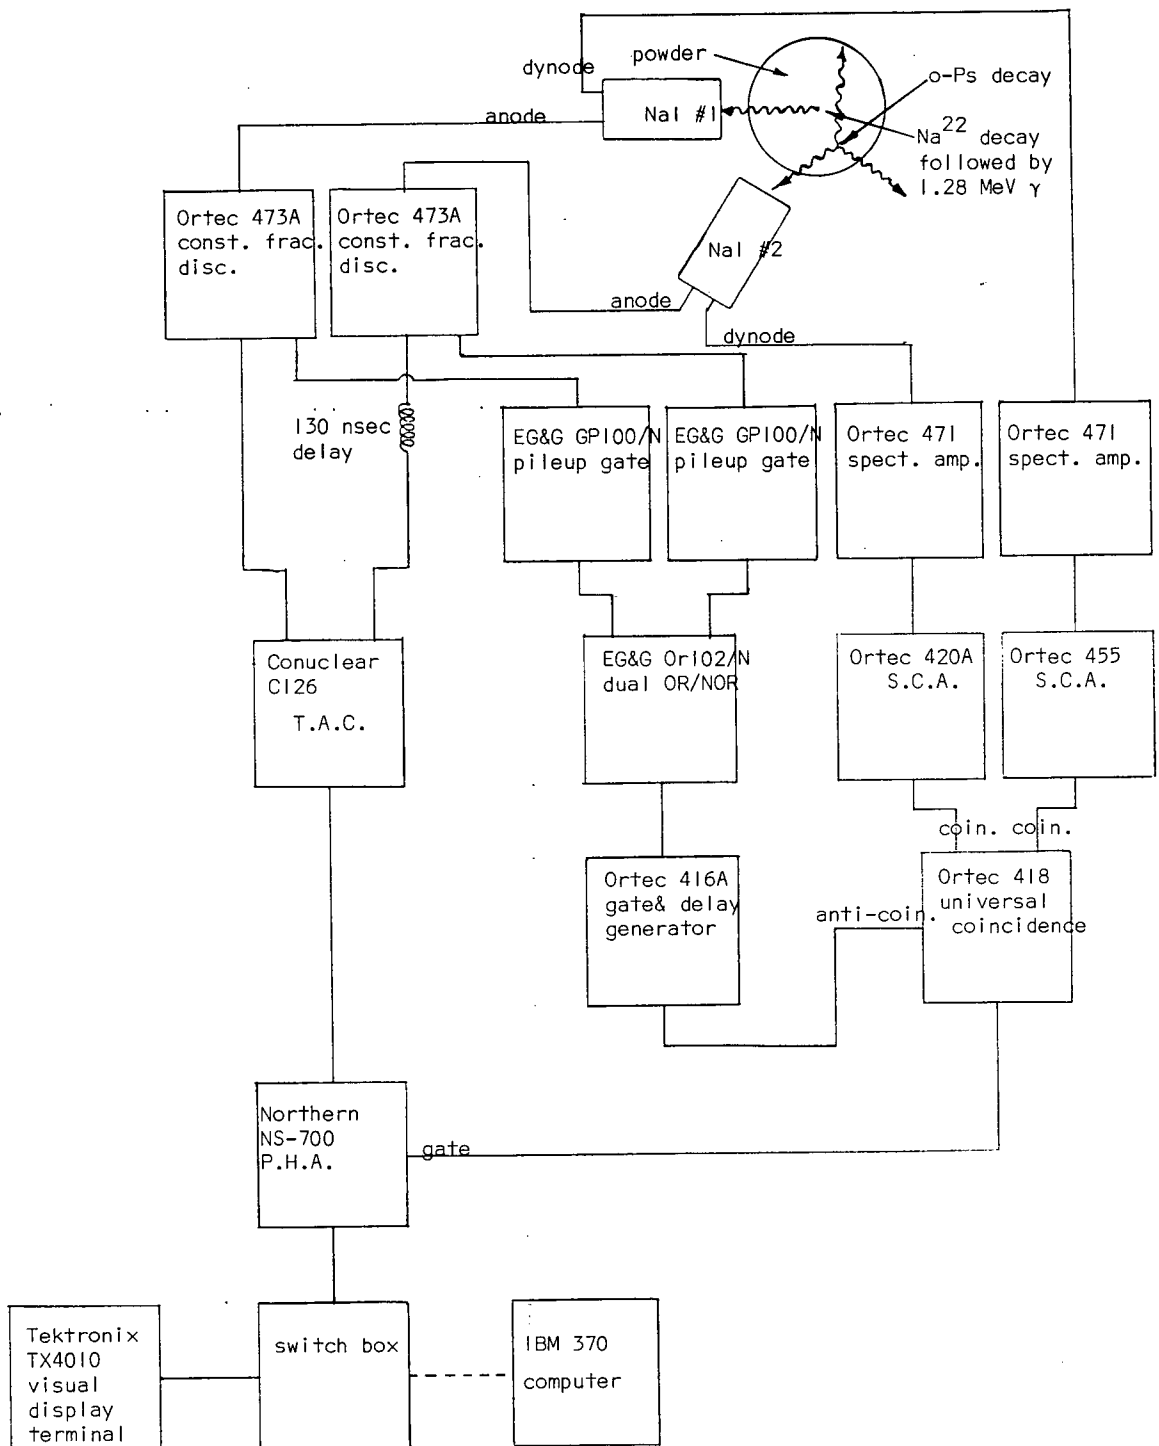 powder
dynode
o-Ps decay
NaI #1
anode
Na22 decay
followed by
1.28 MeV γ
Ortec 473A
const. frac.
disc.
Ortec 473A
const. frac.
disc.
NaI #2
anode
dynode
130 nsec
delay
EG&G GP100/N
pileup gate
EG&G GP100/N
pileup gate
Ortec 471
spect. amp.
Ortec 471
spect. amp.
Conuclear
C126
T.A.C.
EG&G Or102/N
dual OR/NOR
Ortec 420A
S.C.A.
Ortec 455
S.C.A.
coin. coin.
Ortec 416A
gate& delay
generator
anti-coin.
Ortec 418
universal
coincidence
Northern
NS-700
P.H.A.
gate
Tektronix
TX4010
visual
display
terminal
switch box
IBM 370
computer